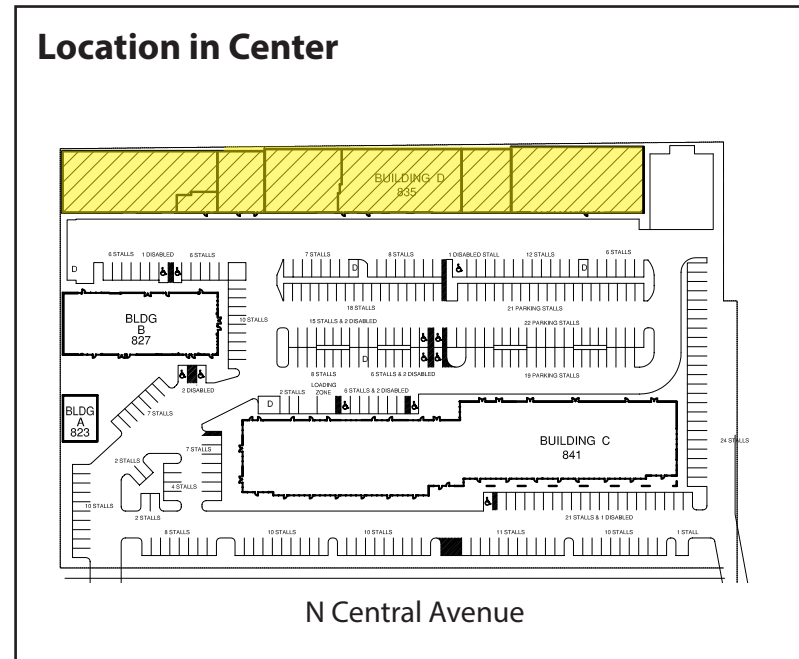 Location in Center
BUILDING D
835
6 STALLS
1 DISABLED
6 STALLS
D
7 STALLS
D
8 STALLS
1 DISABLED STALL
12 STALLS
D
6 STALLS
18 STALLS
21 PARKING STALLS
BLDG
B
827
10 STALLS
15 STALLS & 2 DISABLED
22 PARKING STALLS
D
8 STALLS
6 STALLS & 2 DISABLED
19 PARKING STALLS
2 DISABLED
7 STALLS
BLDG
A
823
D
2 STALLS
LOADING
ZONE
6 STALLS & 2 DISABLED
BUILDING C
841
24 STALLS
7 STALLS
2 STALLS
4 STALLS
10 STALLS
2 STALLS
21 STALLS & 1 DISABLED
8 STALLS
10 STALLS
10 STALLS
11 STALLS
10 STALLS
1 STALL
N Central Avenue